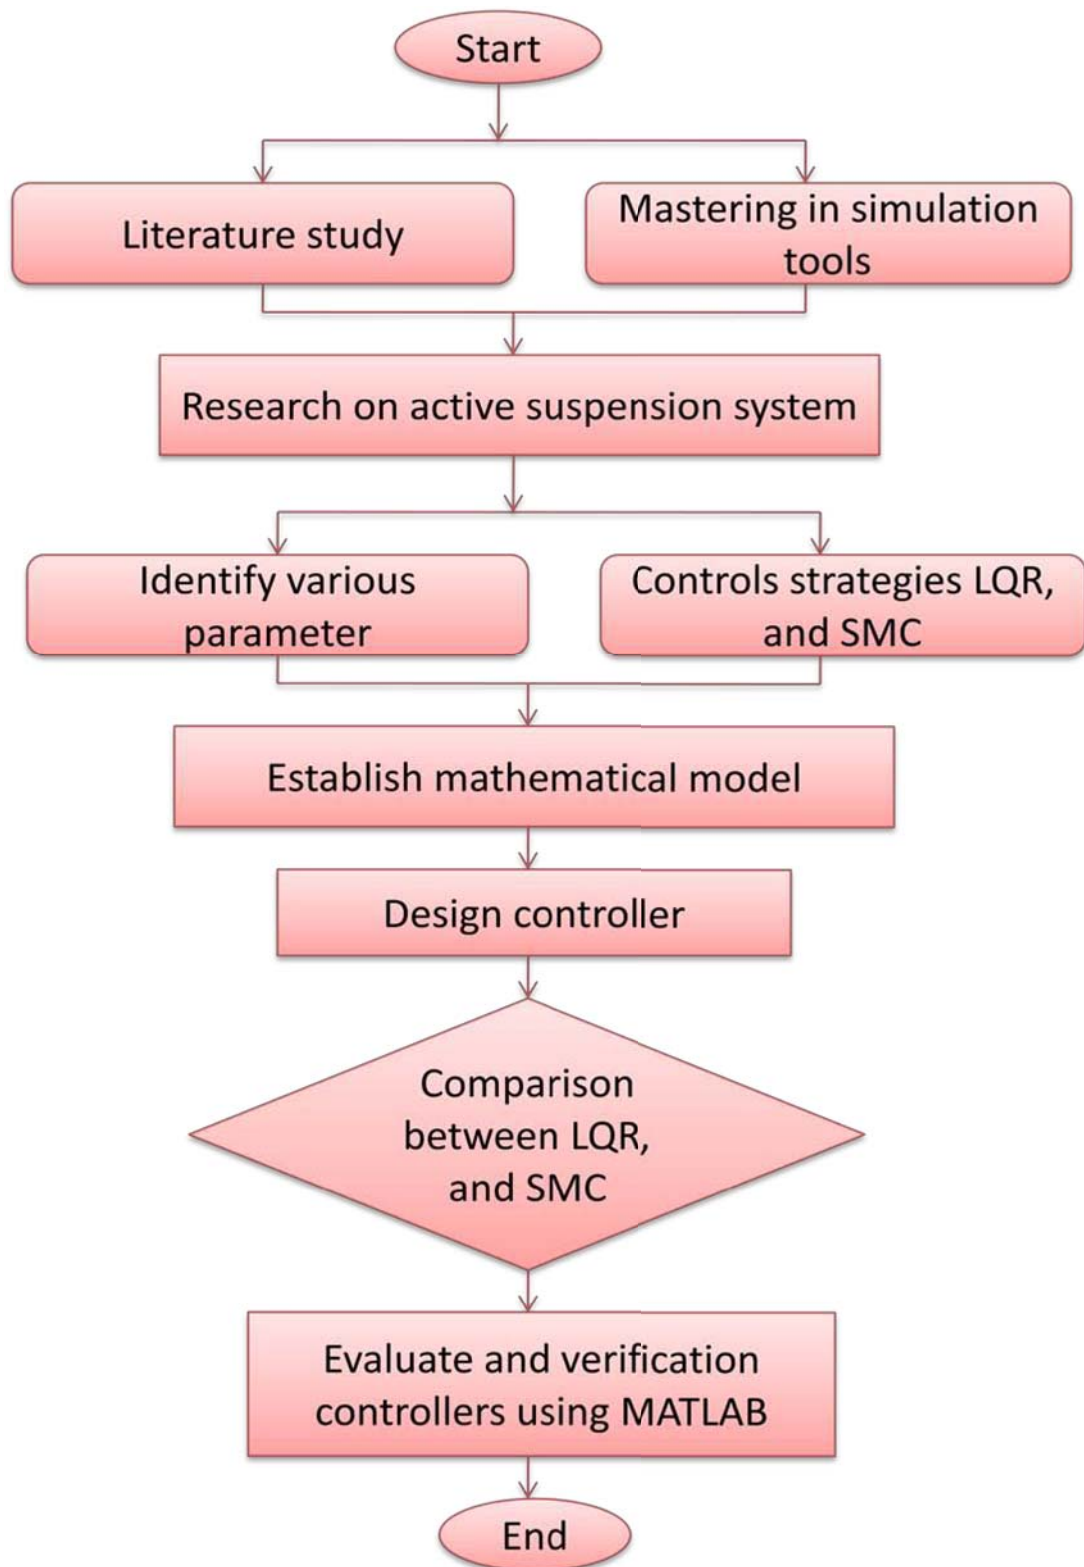 Start
Literature study
Mastering in simulation
tools
Research on active suspension system
Identify various
parameter
Controls strategies LQR,
and SMC
Establish mathematical model
Design controller
Comparison
between LQR,
and SMC
Evaluate and verification
controllers using MATLAB
End